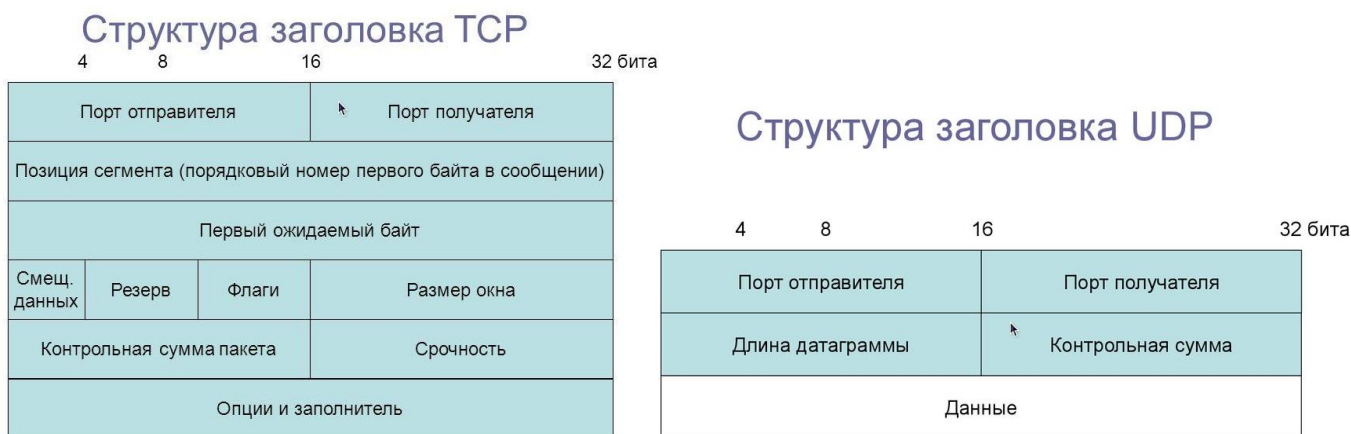 Структура заголовка TCP
4 8 16 32 бита
Порт отправителя Порт получателя
Позиция сегмента (порядковый номер первого байта в сообщении)
Первый ожидаемый байт
Смещ.
данных Резерв Флаги Размер окна
Контрольная сумма пакета Срочность
Опции и заполнитель
Структура заголовка UDP
4 8 16 32 бита
Порт отправителя Порт получателя
Длина датаграммы Контрольная сумма
Данные